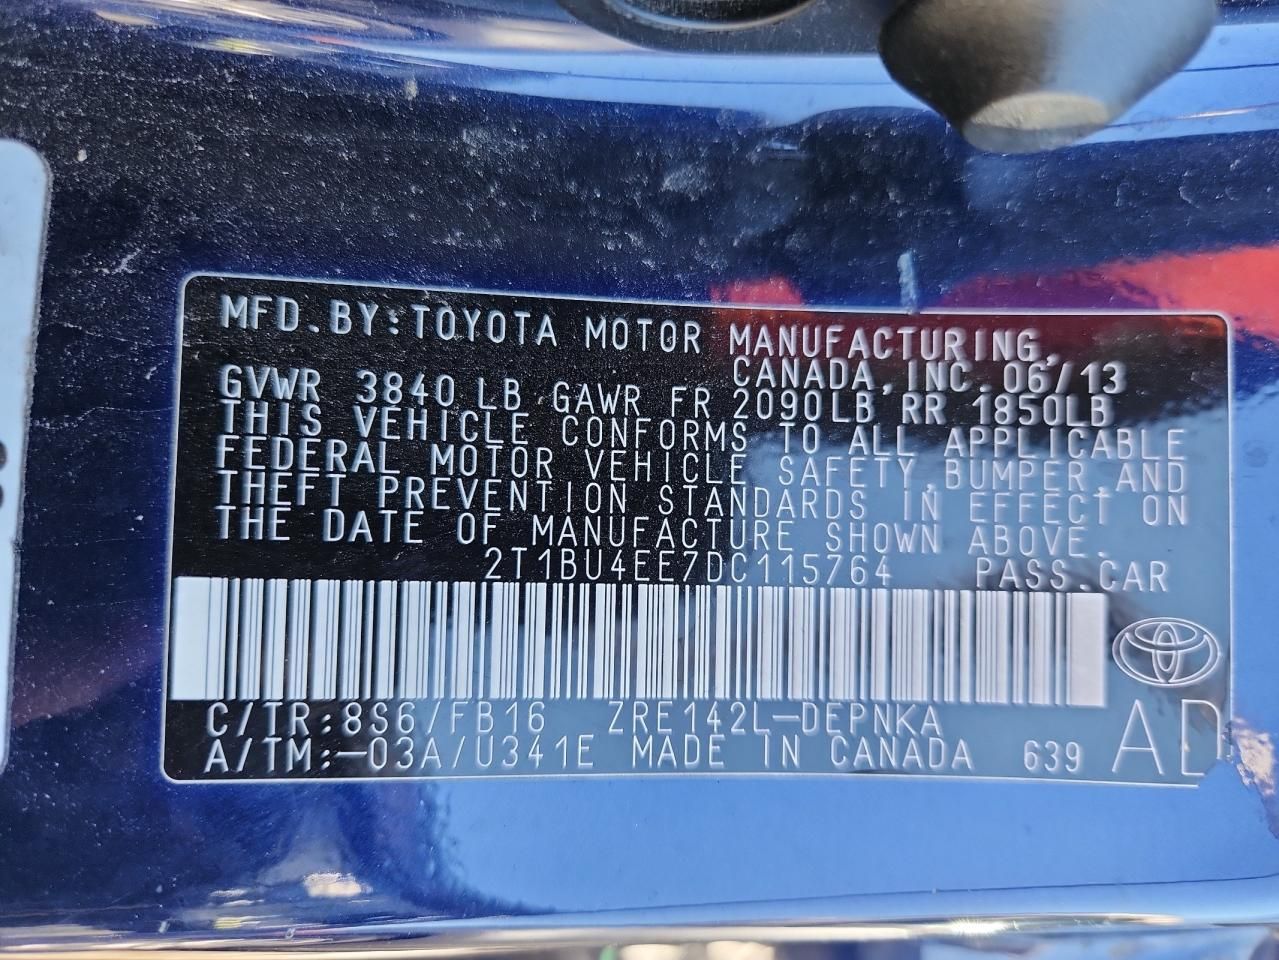 MFD.BY:TOYOTA MOTOR MANUFACTURING,
CANADA,INC.06/13
GVWR 3840 LB GAWR FR 2090LB RR 1850LB
THIS VEHICLE CONFORMS TO ALL APPLICABLE
FEDERAL MOTOR VEHICLE SAFETY,BUMPER,AND
THEFT PREVENTION STANDARDS IN EFFECT ON
THE DATE OF MANUFACTURE SHOWN ABOVE.
2T1BU4EE7DC115764 PASS.CAR
C/TR:8S6/FB16 ZRE142L-DEPNKA
A/TM:-03A/U341E MADE IN CANADA 639
AD